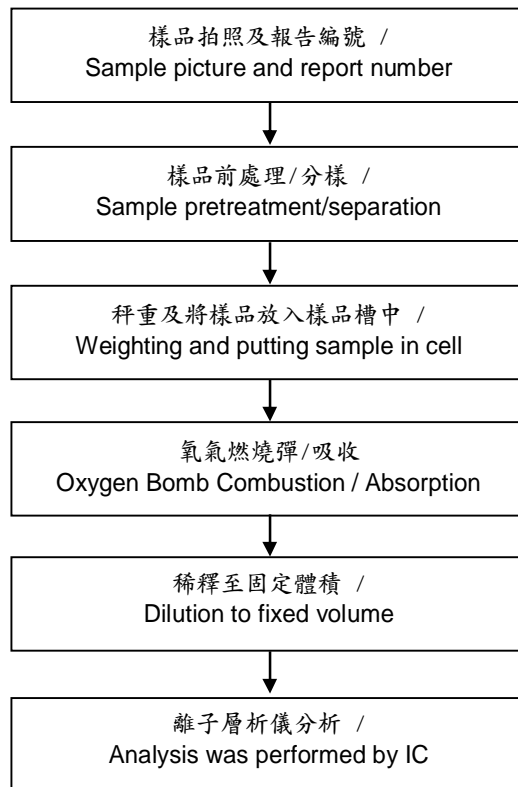 樣品拍照及報告編號 /
Sample picture and report number
樣品前處理/分樣 /
Sample pretreatment/separation
秤重及將樣品放入樣品槽中 /
Weighting and putting sample in cell
氧氣燃燒彈/吸收
Oxygen Bomb Combustion / Absorption
稀釋至固定體積 /
Dilution to fixed volume
離子層析儀分析 /
Analysis was performed by IC